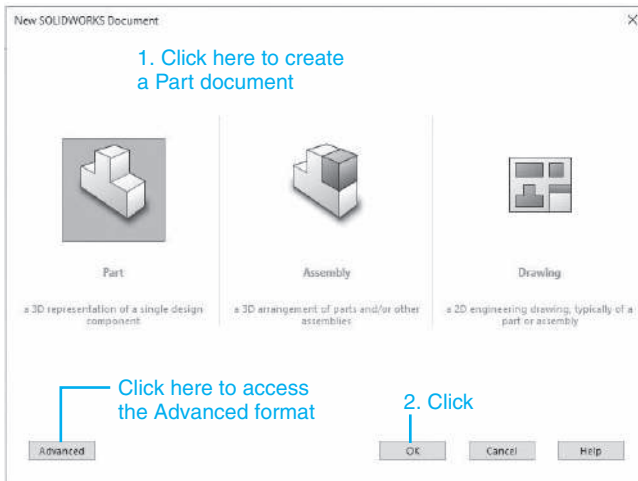 New SOLIDWORKS Document
1. Click here to create
a Part document
Part
Assembly
Drawing
a 3D representation of a single design
component
a 3D arrangement of parts and/or other
assemblies
a 2D engineering drawing, typically of a
part or assembly
Click here to access
the Advanced format
2. Click
Advanced
OK
Cancel
Help